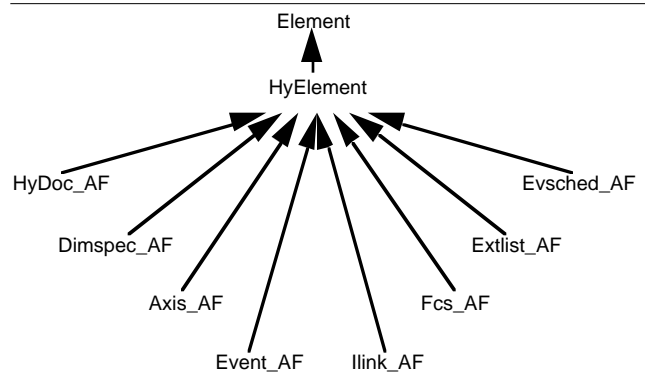 Element
HyElement
HyDoc_AF
Evsched_AF
Dimspec_AF
Extlist_AF
Axis_AF
Fcs_AF
Event_AF
Ilink_AF